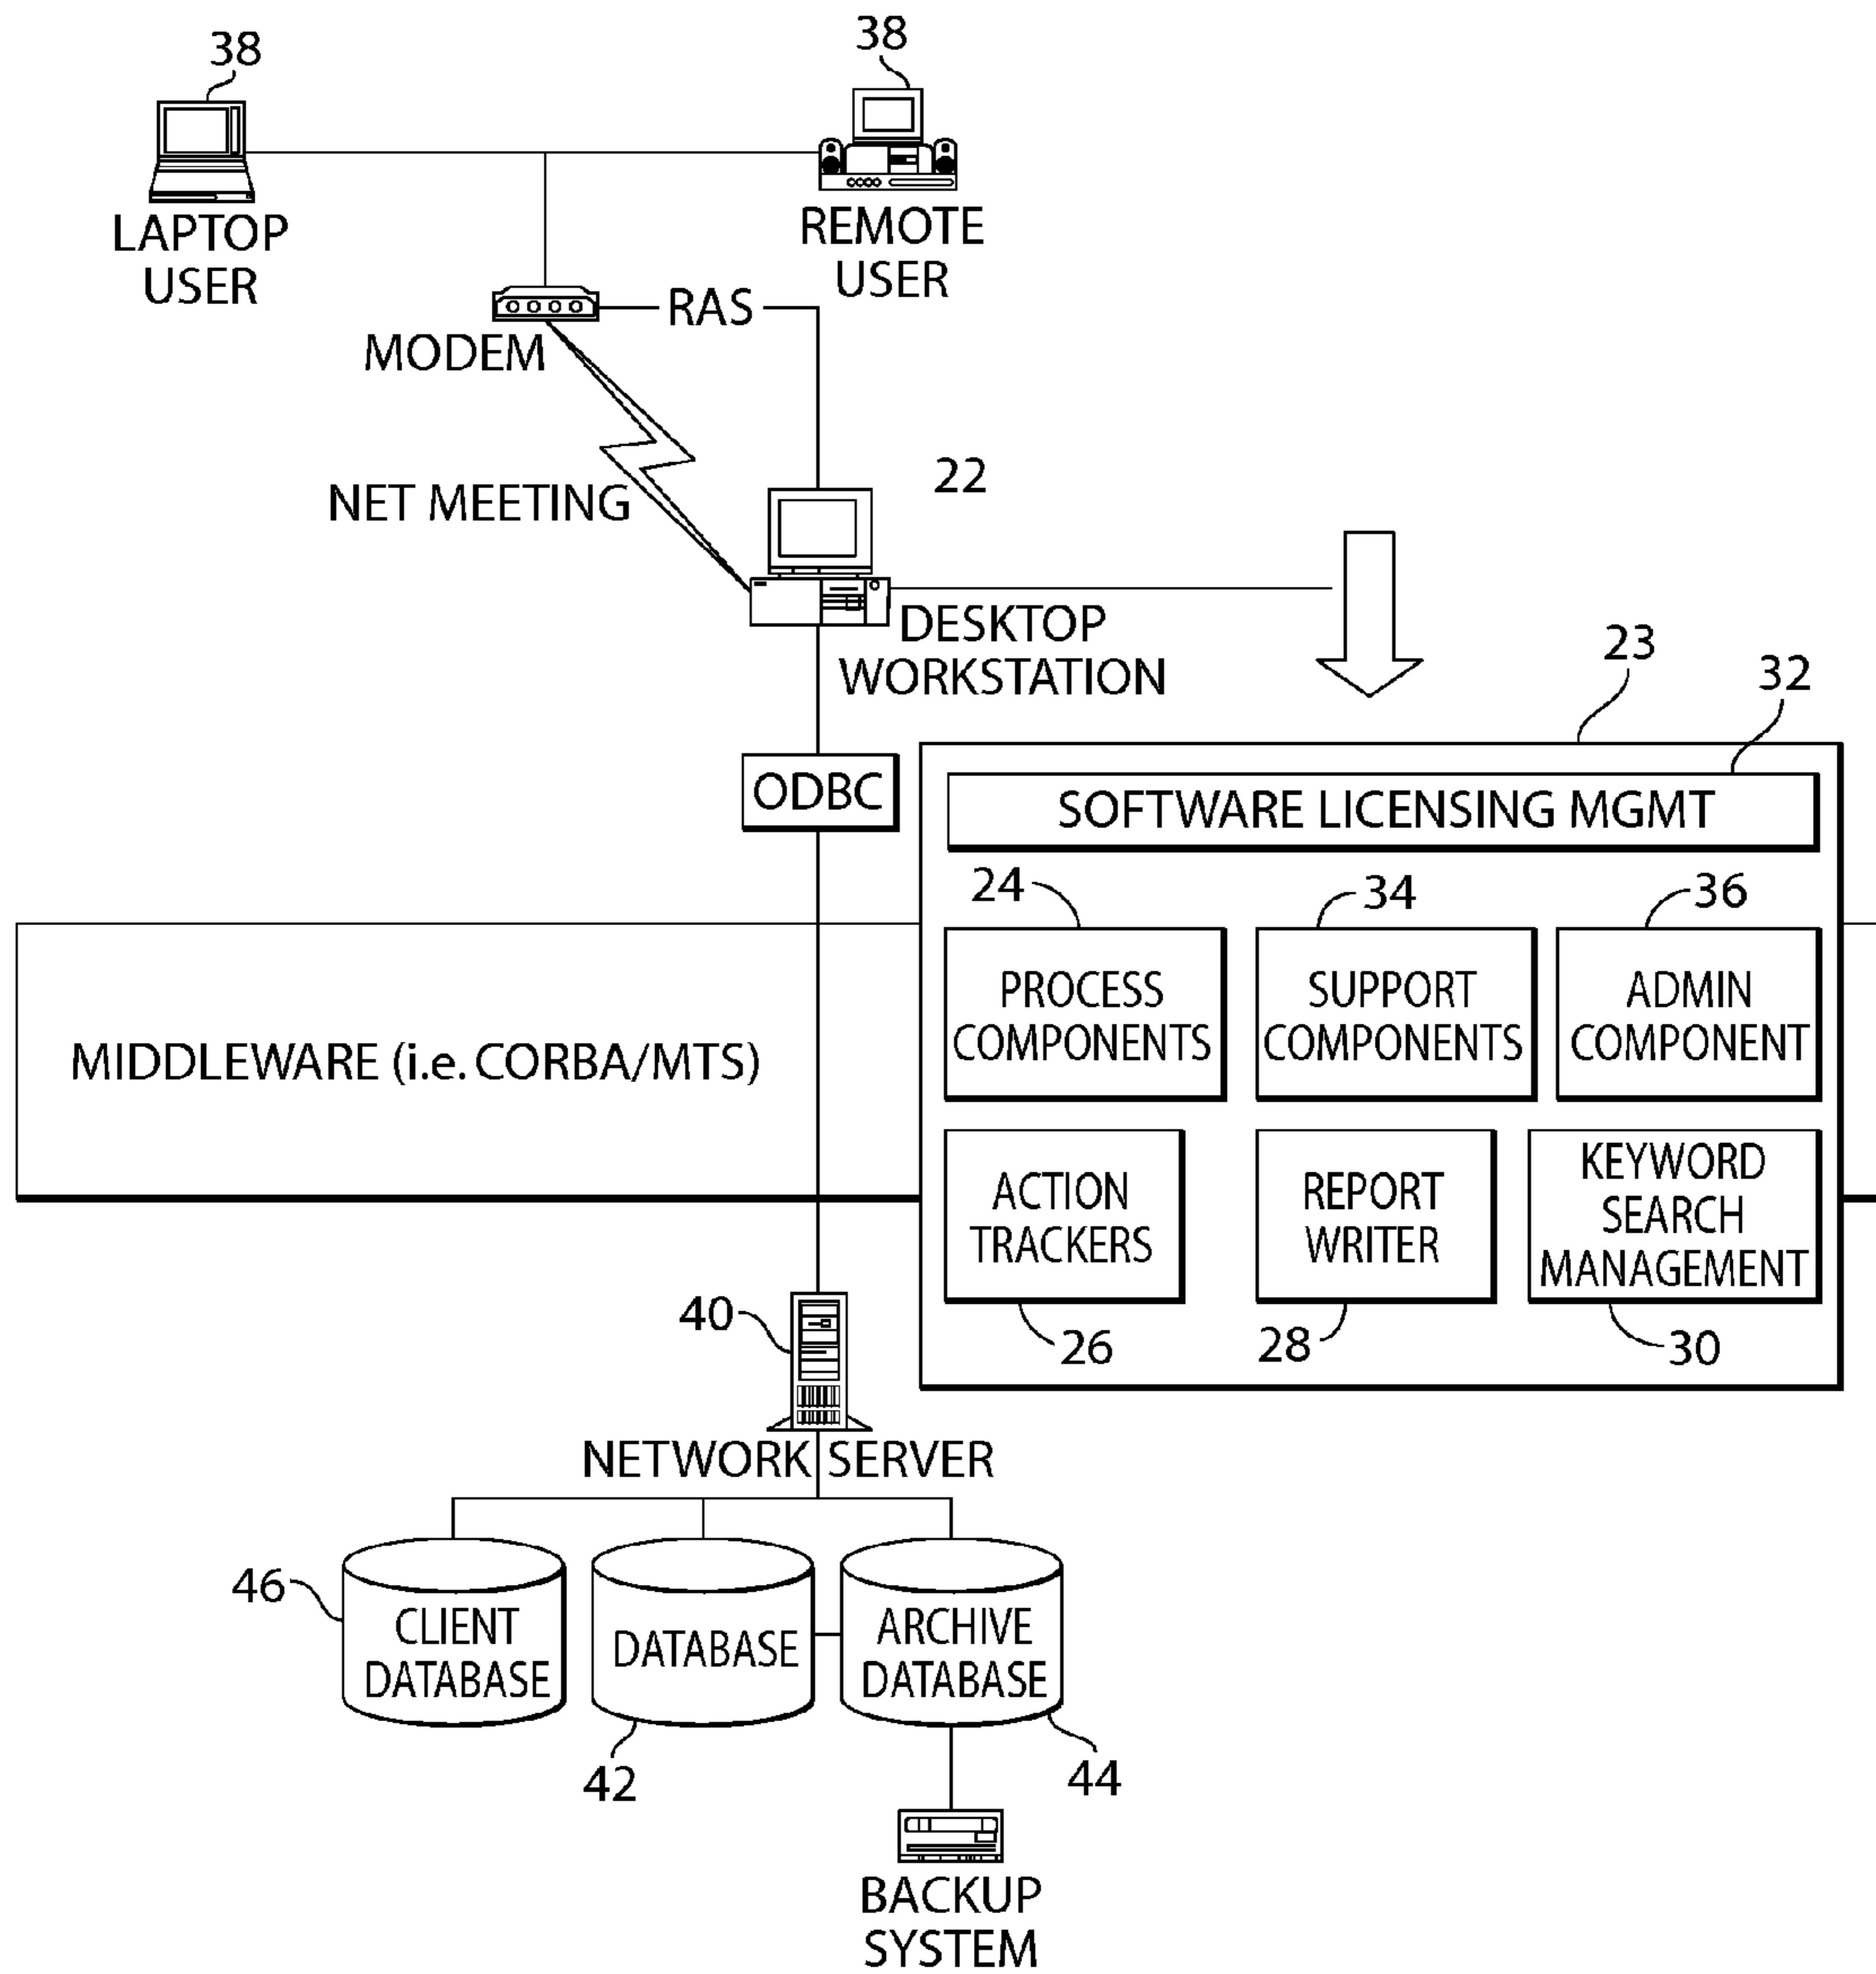 38
38
LAPTOP
USER
REMOTE
USER
RAS
MODEM
22
NET MEETING
DESKTOP
WORKSTATION
23
32
ODBC
SOFTWARE LICENSING MGMT
24
34
36
PROCESS
COMPONENTS
SUPPORT
COMPONENTS
ADMIN
COMPONENT
MIDDLEWARE (i.e. CORBA/MTS)
ACTION
TRACKERS
REPORT
WRITER
KEYWORD
SEARCH
MANAGEMENT
40
26
28
30
NETWORK SERVER
46
CLIENT
DATABASE
DATABASE
ARCHIVE
DATABASE
42
44
BACKUP
SYSTEM